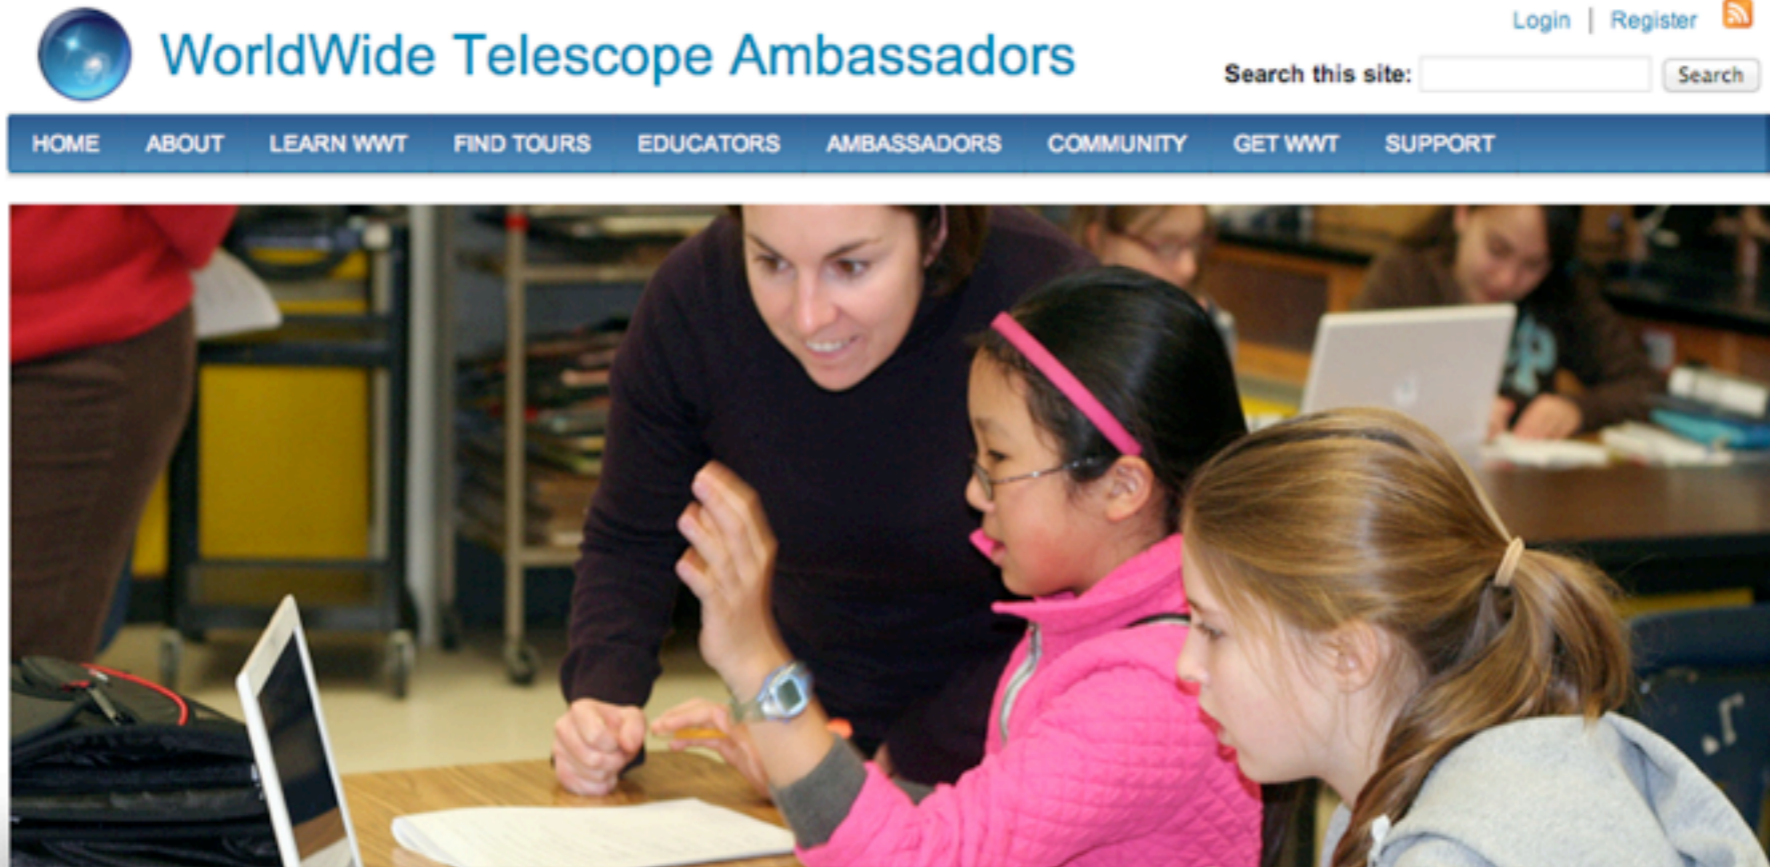 Login | Register
WorldWide Telescope Ambassadors
Search this site: Search
HOME ABOUT LEARN WWT FIND TOURS EDUCATORS AMBASSADORS COMMUNITY GET WWT SUPPORT